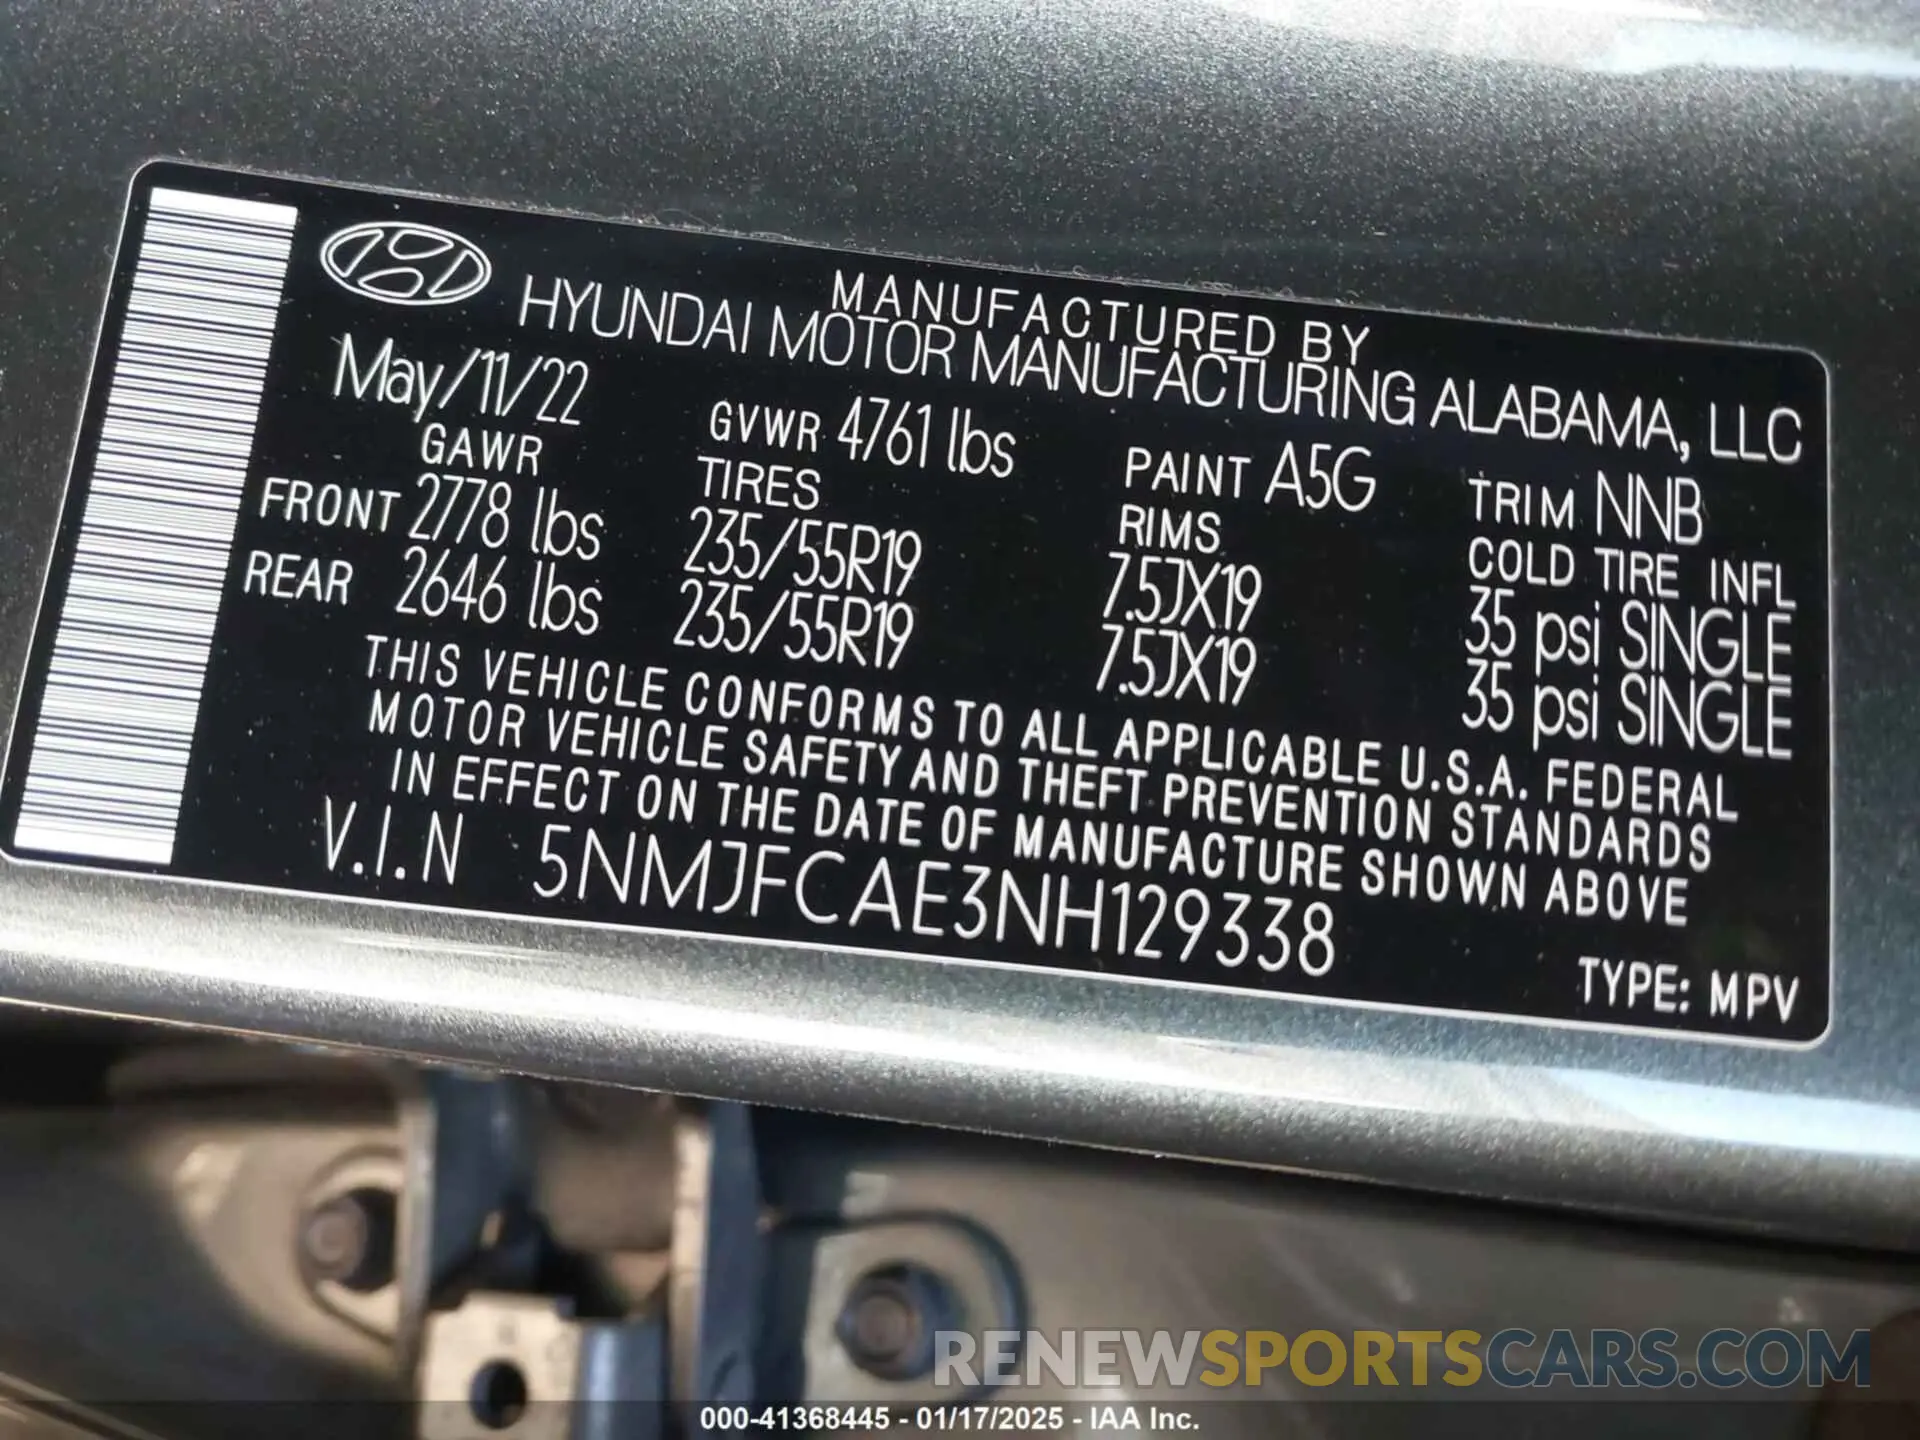 MANUFACTURED BY
HYUNDAI MOTOR MANUFACTURING ALABAMA, LLC
May/11/22 GVWR 4761 lbs PAINT A5G TRIM NNB
GAWR TIRES RIMS COLD TIRE INFL
FRONT 2778 lbs 235/55R19 7.5JX19 35 psi SINGLE
REAR 2646 lbs 235/55R19 7.5JX19 35 psi SINGLE
THIS VEHICLE CONFORMS TO ALL APPLICABLE U.S.A. FEDERAL
MOTOR VEHICLE SAFETY AND THEFT PREVENTION STANDARDS
IN EFFECT ON THE DATE OF MANUFACTURE SHOWN ABOVE
V.I.N 5NMJFCAE3NH129338
TYPE: MPV
RENEWSPORTSCARS.COM
000-41368445 - 01/17/2025 - IAA Inc.